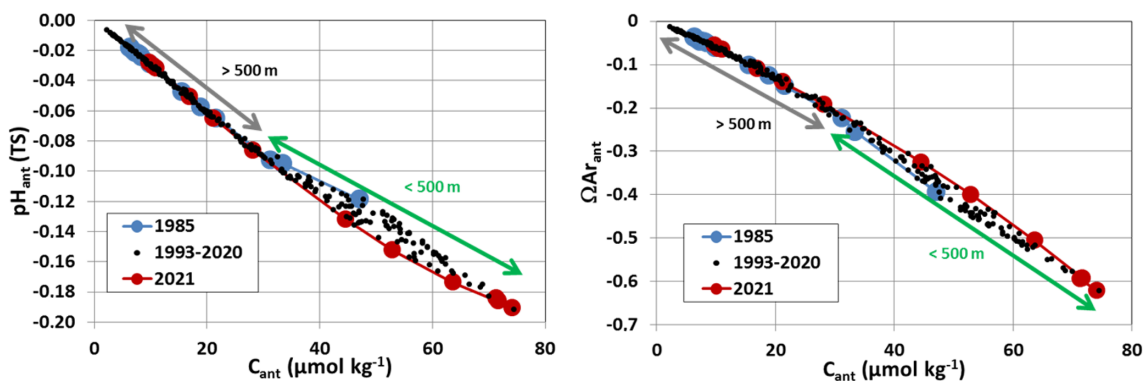 0.00
-0.02
-0.04
-0.06
-0.08
-0.10
-0.12
-0.14
-0.16
-0.18
-0.20
pHant (TS)
> 500 m
< 500 m
1985
1993-2020
2021
0 20 40 60 80
Cant (µmol kg-1)
0
-0.1
-0.2
-0.3
-0.4
-0.5
-0.6
-0.7
ΩArant
> 500 m
< 500 m
1985
1993-2020
2021
0 20 40 60 80
Cant (µmol kg-1)